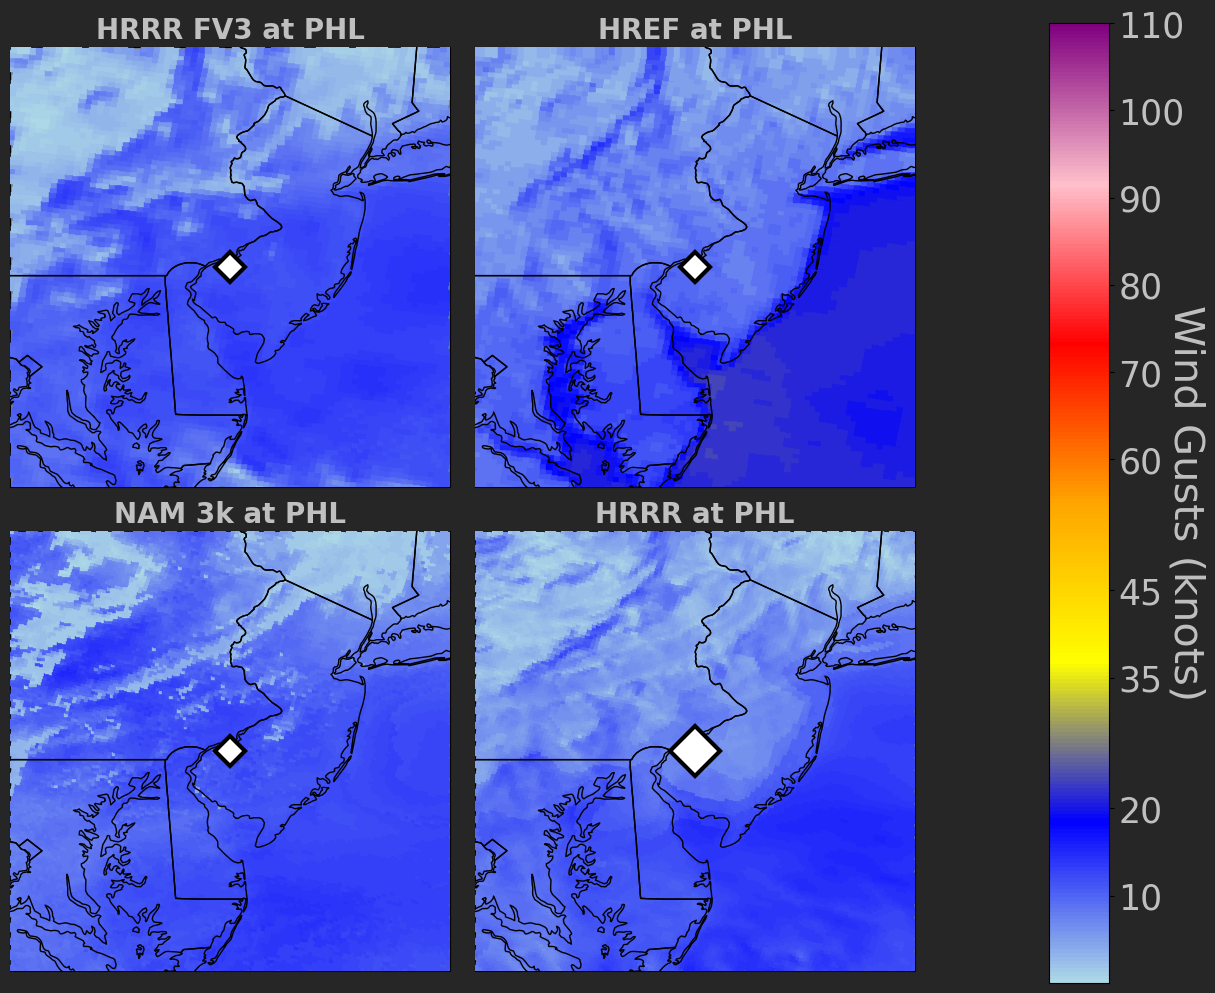 HRRR FV3 at PHL
HREF at PHL
NAM 3k at PHL
HRRR at PHL
110
100
90
80
70
60
45
35
20
10
Wind Gusts (knots)